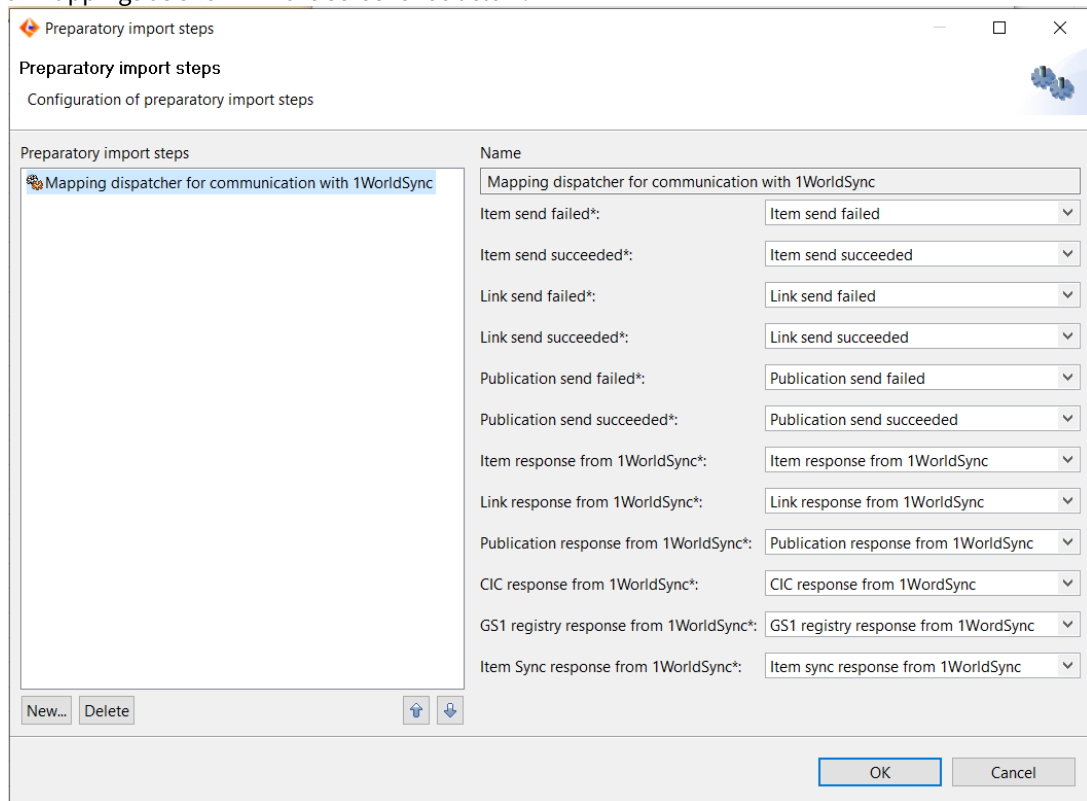 Preparatory import steps
Preparatory import steps
Configuration of preparatory import steps
Preparatory import steps
Mapping dispatcher for communication with 1WorldSync
New...
Delete
Name
Mapping dispatcher for communication with 1WorldSync
Item send failed*: Item send failed
Item send succeeded*: Item send succeeded
Link send failed*: Link send failed
Link send succeeded*: Link send succeeded
Publication send failed*: Publication send failed
Publication send succeeded*: Publication send succeeded
Item response from 1WorldSync*: Item response from 1WorldSync
Link response from 1WorldSync*: Link response from 1WorldSync
Publication response from 1WorldSync*: Publication response from 1WorldSync
CIC response from 1WorldSync*: CIC response from 1WordSync
GS1 registry response from 1WorldSync*: GS1 registry response from 1WordSync
Item Sync response from 1WorldSync*: Item sync response from 1WorldSync
OK
Cancel